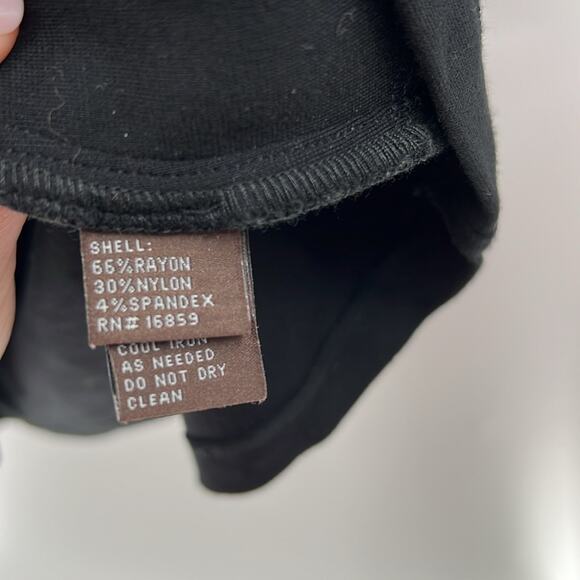 SHELL:
66%RAYON
30%NYLON
4%SPANDEX
RN# 16859
COOL IRON
AS NEEDED
DO NOT DRY
CLEAN